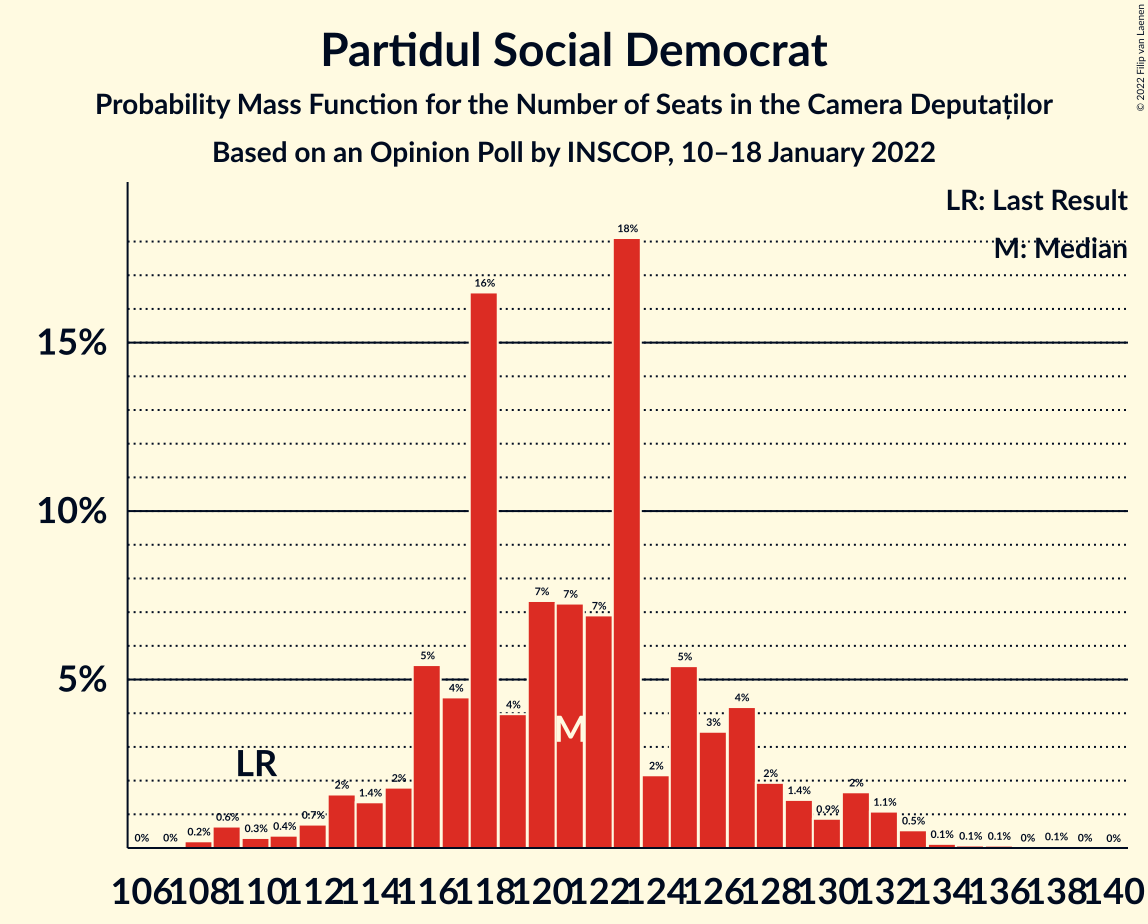 Partidul Social Democrat
Probability Mass Function for the Number of Seats in the Camera Deputaților
Based on an Opinion Poll by INSCOP, 10–18 January 2022
© 2022 Filip van Laenen
LR: Last Result
M: Median
15%
10%
5%
0% 0% 0.2% 0.6% 0.3% 0.4% 0.7% 2% 1.4% 2% 5% 4% 16% 4% 7% 7% 7% 18% 2% 5% 3% 4% 2% 1.4% 0.9% 2% 1.1% 0.5% 0.1% 0.1% 0.1% 0% 0.1% 0% 0%
LR
M
106 108 110 112 114 116 118 120 122 124 126 128 130 132 134 136 138 140